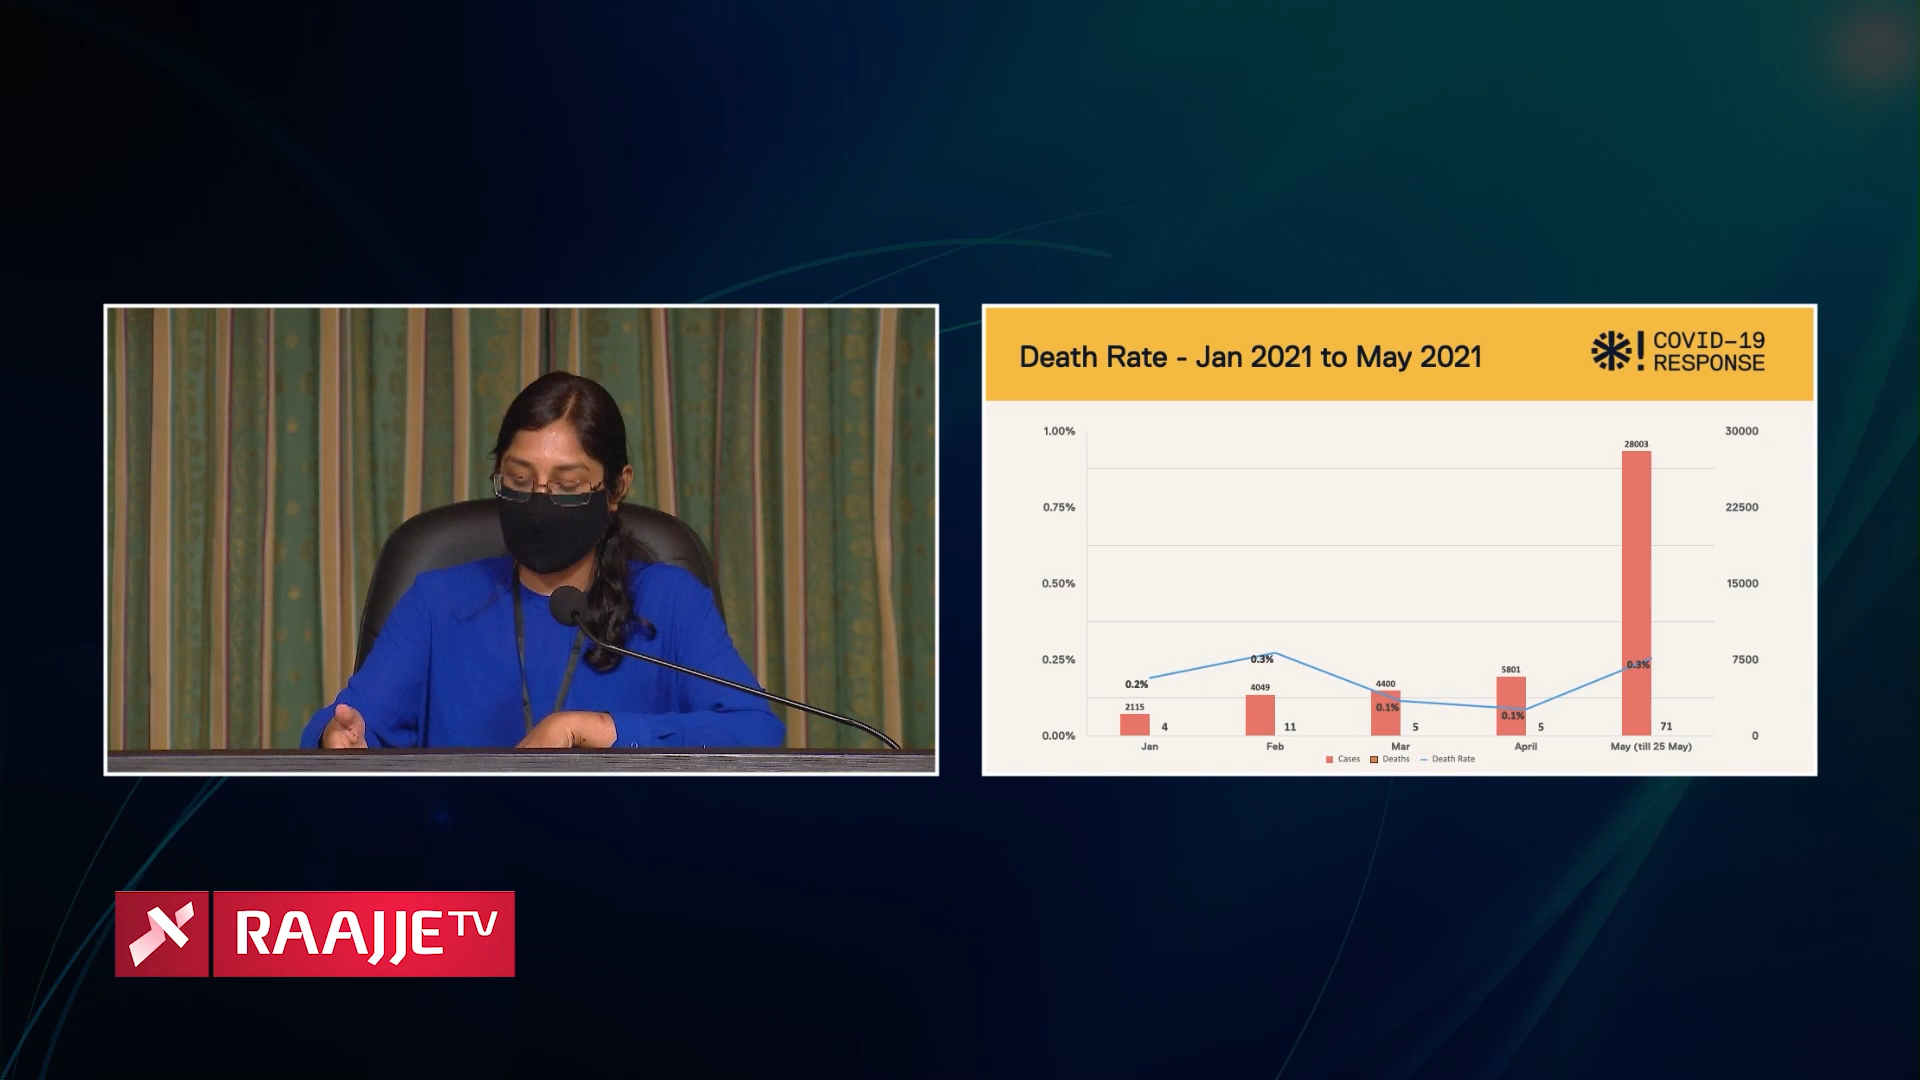 Death Rate - Jan 2021 to May 2021
COVID-19
RESPONSE
1.00%
30000
28003
0.75%
22500
0.50%
15000
0.25%
7500
0.2%
0.3%
4400
5801
0.3%
2115
4049
0.1%
0.1%
4
11
5
5
71
0.00%
0
Jan
Feb
Mar
April
May (till 25 May)
Cases
Deaths
Death Rate
RAAJJETV